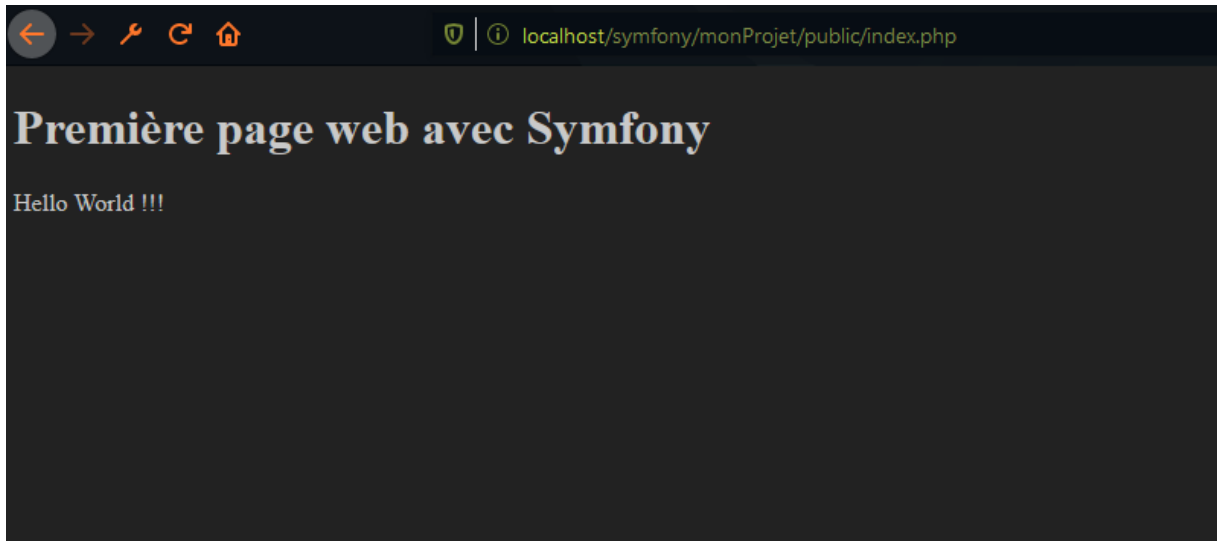 localhost/symfony/monProjet/public/index.php
Première page web avec Symfony
Hello World !!!